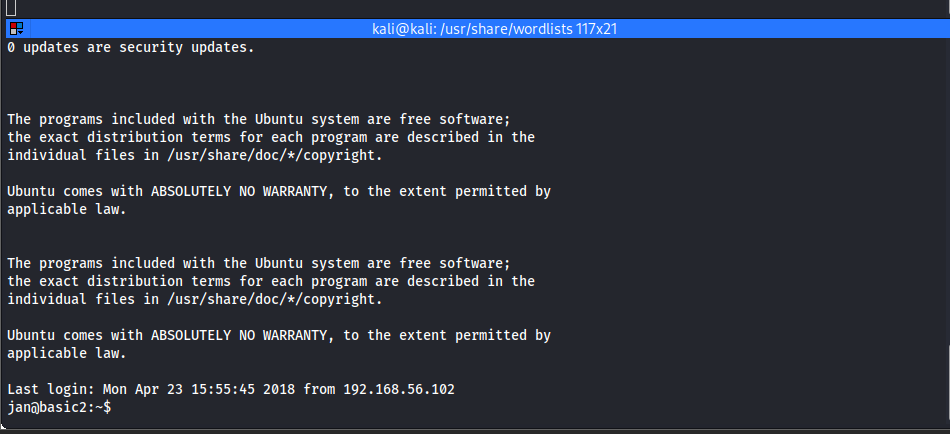 kali@kali: /usr/share/wordlists 117x21
0 updates are security updates.
The programs included with the Ubuntu system are free software;
the exact distribution terms for each program are described in the
individual files in /usr/share/doc/*/copyright.
Ubuntu comes with ABSOLUTELY NO WARRANTY, to the extent permitted by
applicable law.
The programs included with the Ubuntu system are free software;
the exact distribution terms for each program are described in the
individual files in /usr/share/doc/*/copyright.
Ubuntu comes with ABSOLUTELY NO WARRANTY, to the extent permitted by
applicable law.
Last login: Mon Apr 23 15:55:45 2018 from 192.168.56.102
jan@basic2:~$